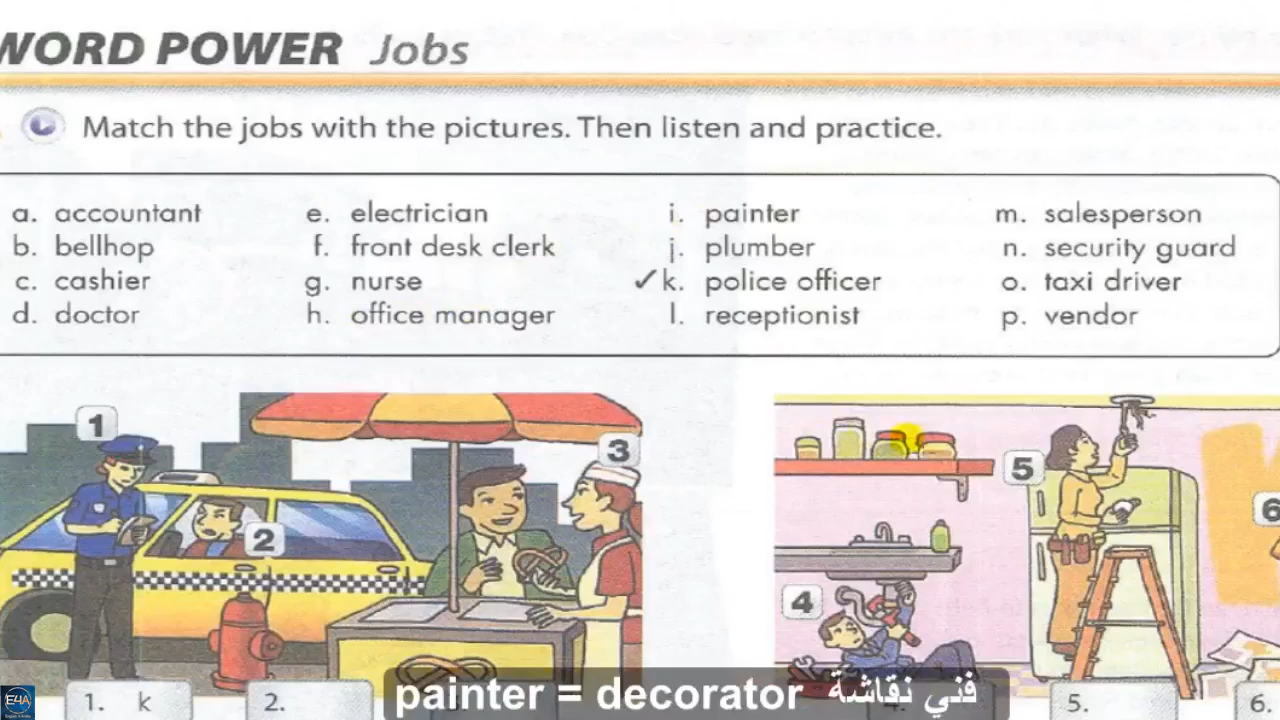 WORD POWER Jobs
Match the jobs with the pictures. Then listen and practice.
a. accountant
b. bellhop
c. cashier
d. doctor
e. electrician
f. front desk clerk
g. nurse
h. office manager
i. painter
j. plumber
✓k. police officer
l. receptionist
m. salesperson
n. security guard
o. taxi driver
p. vendor
1
2
3
4
5
6
1. k
2.
5.
6.
painter = decorator فني نقاشة
E4A